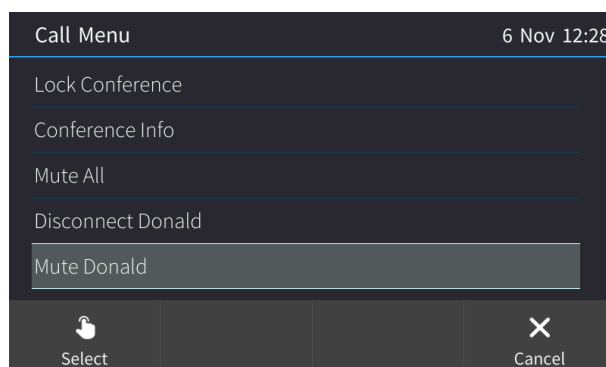 Call Menu 6 Nov 12:28
Lock Conference
Conference Info
Mute All
Disconnect Donald
Mute Donald
Select Cancel